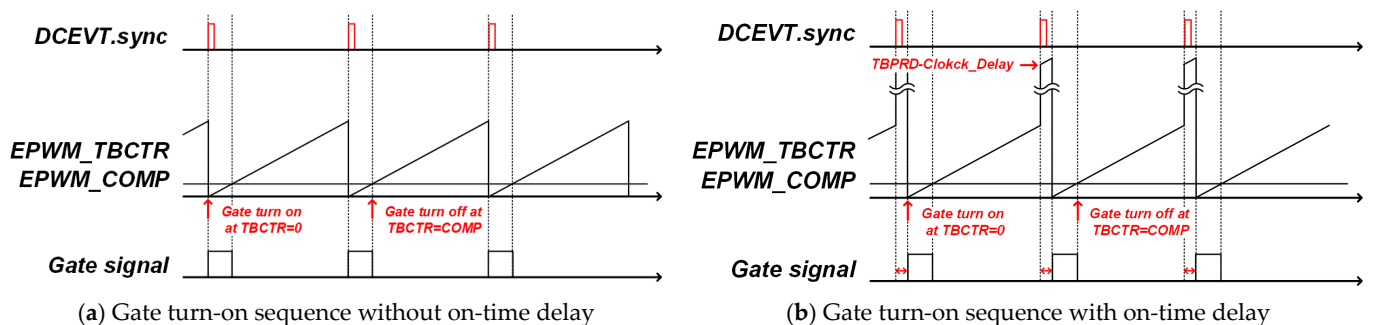 DCEVT.sync
EPWM_TBCTR
EPWM_COMP
Gate turn on
at TBCTR=0
Gate turn off at
TBCTR=COMP
Gate signal
(a) Gate turn-on sequence without on-time delay
DCEVT.sync
TBPRD-Clokck_Delay
EPWM_TBCTR
EPWM_COMP
Gate turn on
at TBCTR=0
Gate turn off at
TBCTR=COMP
Gate signal
(b) Gate turn-on sequence with on-time delay